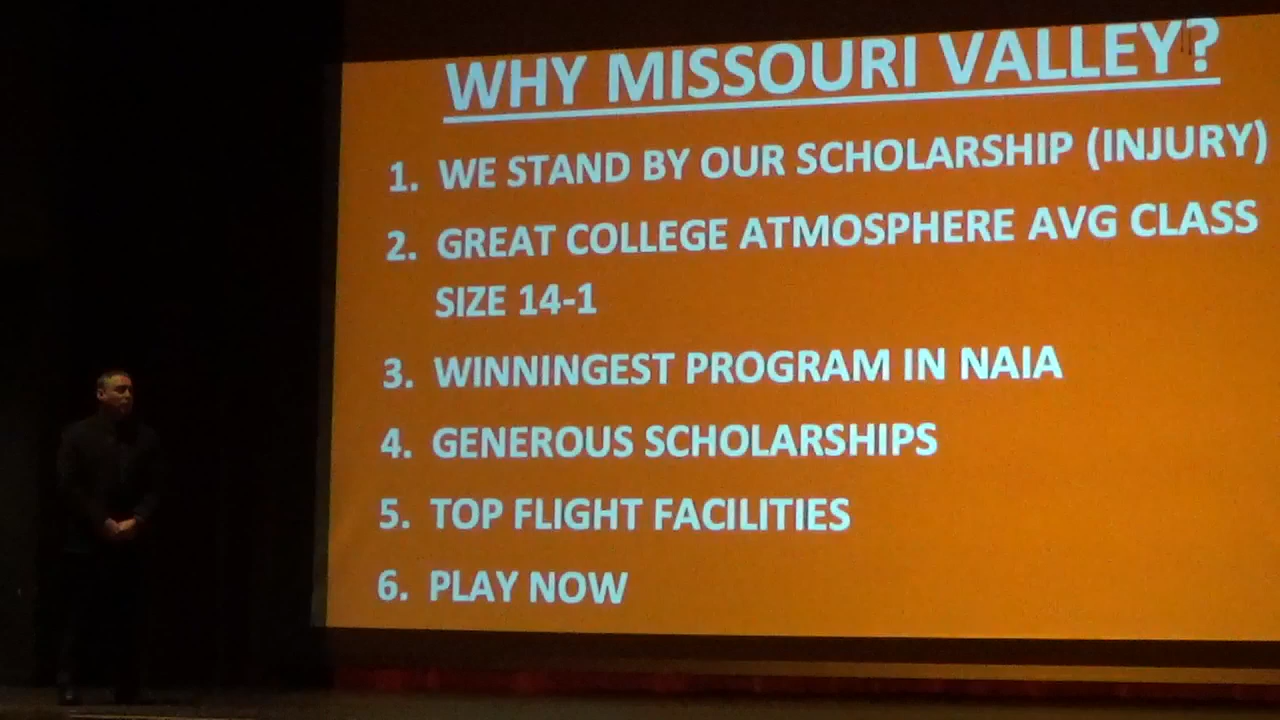 WHY MISSOURI VALLEY?
1. WE STAND BY OUR SCHOLARSHIP (INJURY)
2. GREAT COLLEGE ATMOSPHERE AVG CLASS
SIZE 14-1
3. WINNINGEST PROGRAM IN NAIA
4. GENEROUS SCHOLARSHIPS
5. TOP FLIGHT FACILITIES
6. PLAY NOW